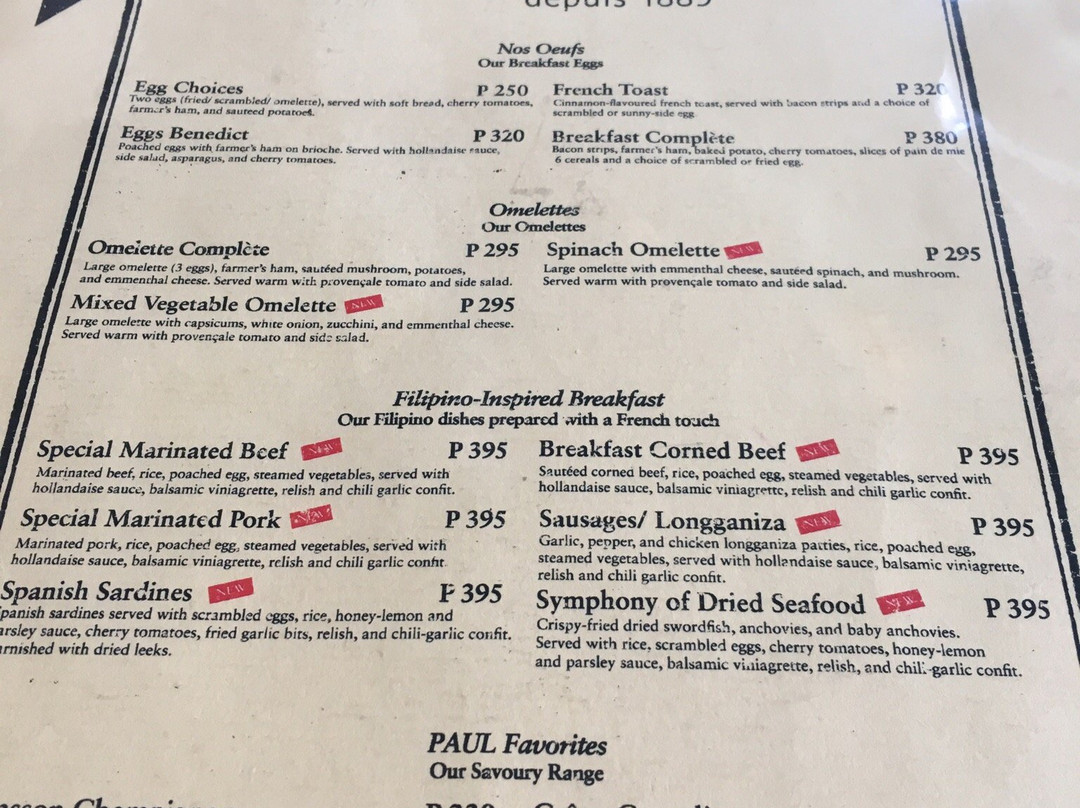 depuis 1889
Nos Oeufs
Our Breakfast Eggs
Egg Choices P 250
Two eggs (fried/ scrambled/ omelette), served with soft bread, cherry tomatoes,
farmer's ham, and sauteed potatoes.
Eggs Benedict P 320
Poached eggs with farmer's ham on brioche. Served with hollandaise sauce,
side salad, asparagus, and cherry tomatoes.
French Toast P 320
Cinnamon-flavoured french toast, served with bacon strips and a choice of
scrambled or sunny-side egg
Breakfast Complète P 380
Bacon strips, farmer's ham, baked potato, cherry tomatoes, slices of pain de mie
6 cereals and a choice of scrambled or fried egg.
Omelettes
Our Omelettes
Omelette Complète P 295
Large omelette (3 eggs), farmer's ham, sautéed mushroom, potatoes,
and emmenthal cheese. Served warm with provençale tomato and side salad.
Mixed Vegetable Omelette NEW P 295
Large omelette with capsicums, white onion, zucchini, and emmenthal cheese.
Served warm with provençale tomato and side salad.
Spinach Omelette NEW P 295
Large omelette with emmenthal cheese, sautéed spinach, and mushroom.
Served warm with provençale tomato and side salad.
Filipino-Inspired Breakfast
Our Filipino dishes prepared with a French touch
Special Marinated Beef NEW P 395
Marinated beef, rice, poached egg, steamed vegetables, served with
hollandaise sauce, balsamic viniagrette, relish and chili garlic confit.
Special Marinated Pork NEW P 395
Marinated pork, rice, poached egg, steamed vegetables, served with
hollandaise sauce, balsamic viniagrette, relish and chili garlic confit
Spanish Sardines NEW P 395
panish sardines served with scrambled eggs, rice, honey-lemon and
arsley sauce, cherry tomatoes, fried garlic bits, relish, and chili-garlic confit.
arnished with dried leeks.
Breakfast Corned Beef NEW P 395
Sautéed corned beef, rice, poached egg, steamed vegetables, served with
hollandaise sauce, balsamic viniagrette, relish and chili garlic confit.
Sausages/ Longganiza NEW P 395
Garlic, pepper, and chicken longganiza patties, rice, poached egg,
steamed vegetables, served with hollandaise sauce, balsamic viniagrette,
relish and chili garlic confit.
Symphony of Dried Seafood NEW P 395
Crispy-fried dried swordfish, anchovies, and baby anchovies.
Served with rice, scrambled eggs, cherry tomatoes, honey-lemon
and parsley sauce, balsamic viniagrette, relish, and chili-garlic confit.
PAUL Favorites
Our Savoury Range